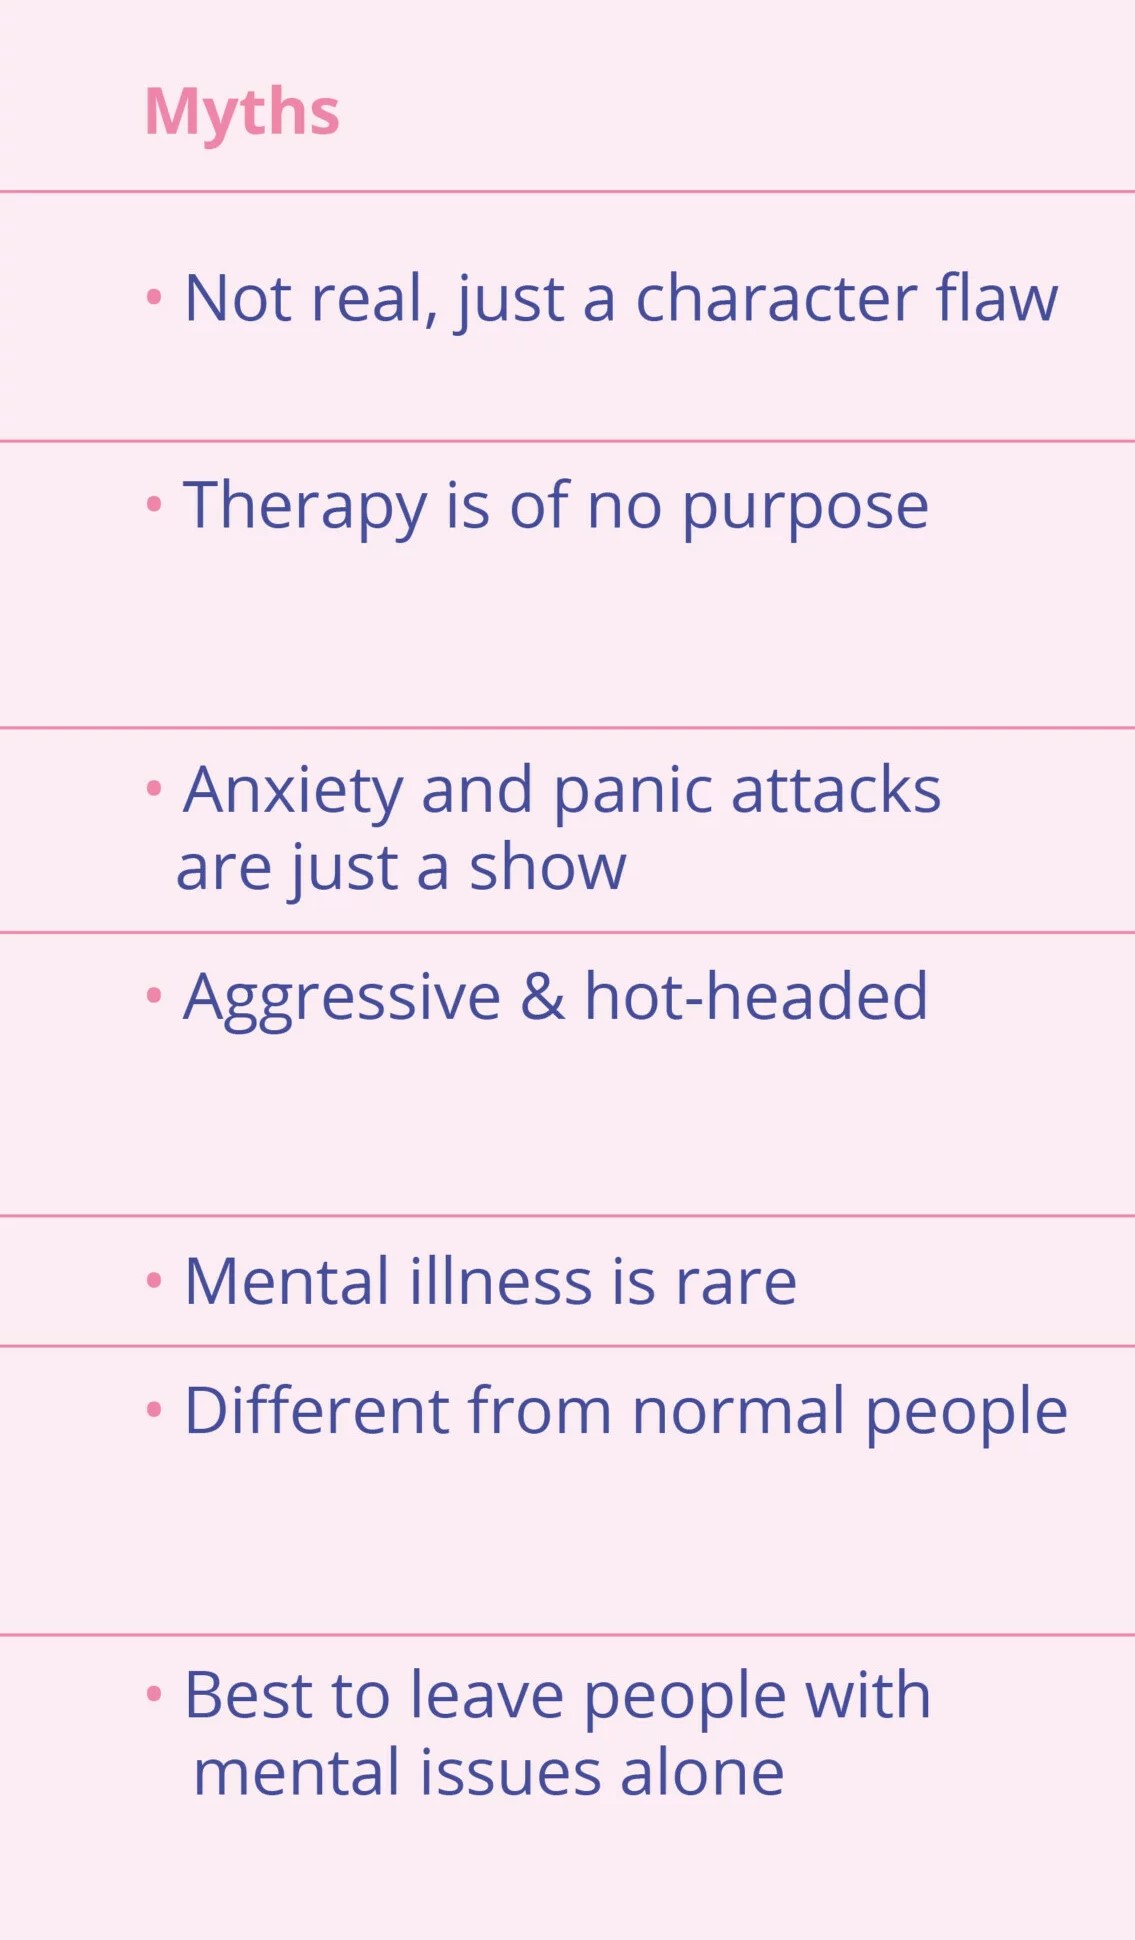 Myths
• Not real, just a character flaw
• Therapy is of no purpose
• Anxiety and panic attacks
are just a show
• Aggressive & hot-headed
• Mental illness is rare
• Different from normal people
• Best to leave people with
mental issues alone